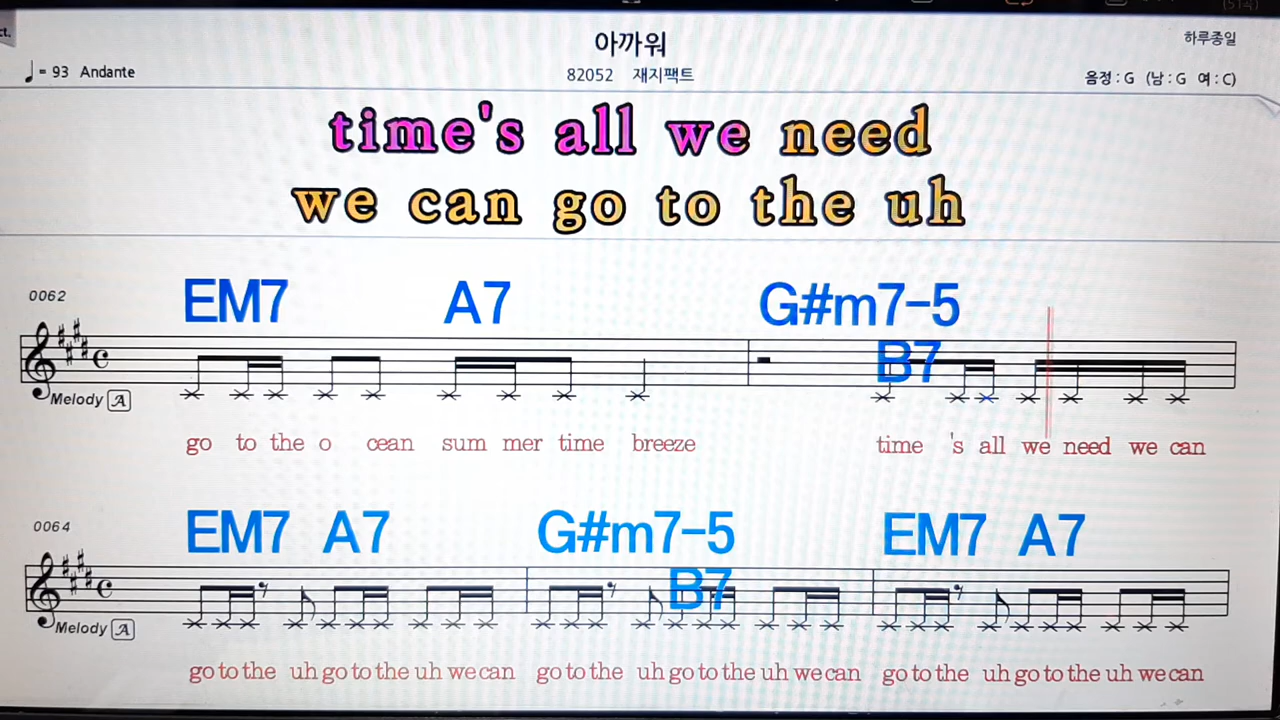 ct.
아까워
하루종일
♩ = 93 Andante
82052 재지팩트
음정 : G (남 : G 여 : C)
time's all we need
we can go to the uh
0062
EM7 A7 G#m7-5
B7
Melody A
go to the o cean sum mer time breeze time 's all we need we can
0064
EM7 A7 G#m7-5 EM7 A7
B7
Melody A
go to the uh go to the uh we can go to the uh go to the uh we can go to the uh go to the uh we can